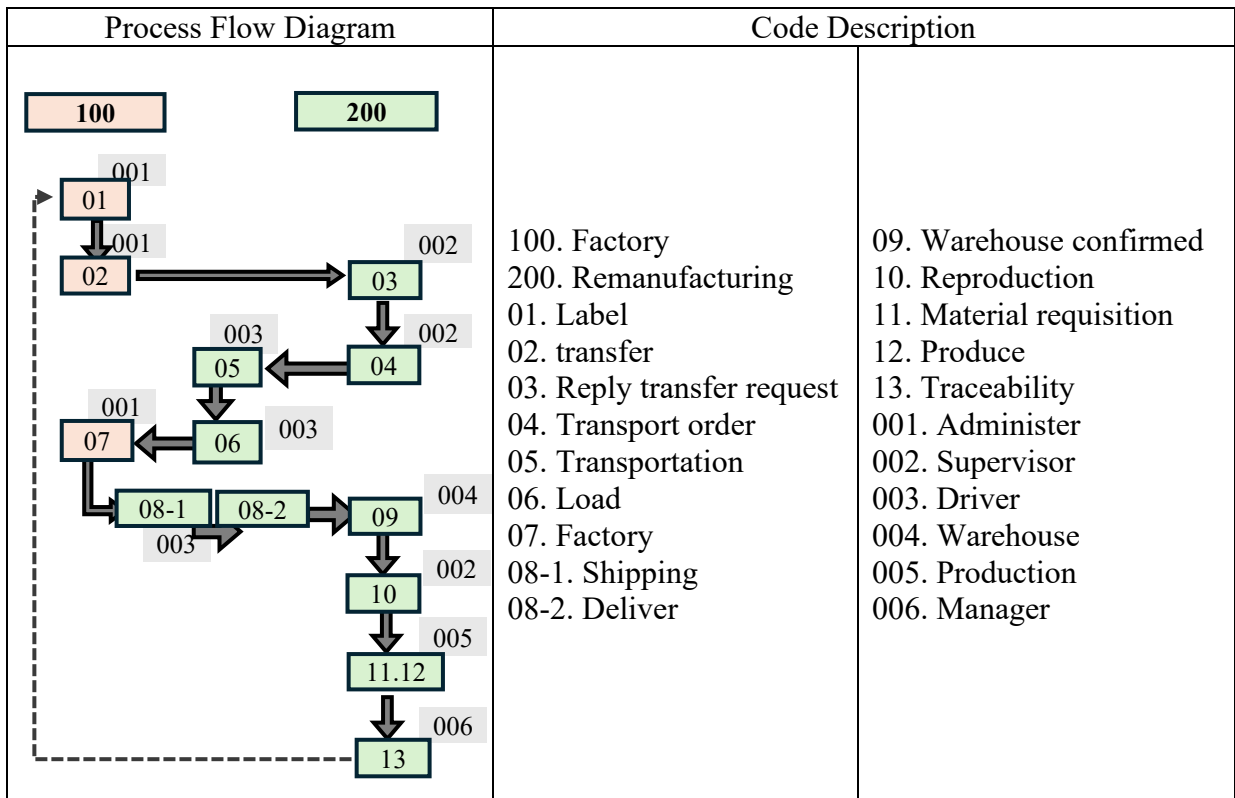 Process Flow Diagram
Code Description
100
200
001
01
001
02
002
03
003
002
05
04
001
003
07
06
004
08-1
08-2
09
003
002
10
005
11.12
006
13
100. Factory
200. Remanufacturing
01. Label
02. transfer
03. Reply transfer request
04. Transport order
05. Transportation
06. Load
07. Factory
08-1. Shipping
08-2. Deliver
09. Warehouse confirmed
10. Reproduction
11. Material requisition
12. Produce
13. Traceability
001. Administer
002. Supervisor
003. Driver
004. Warehouse
005. Production
006. Manager